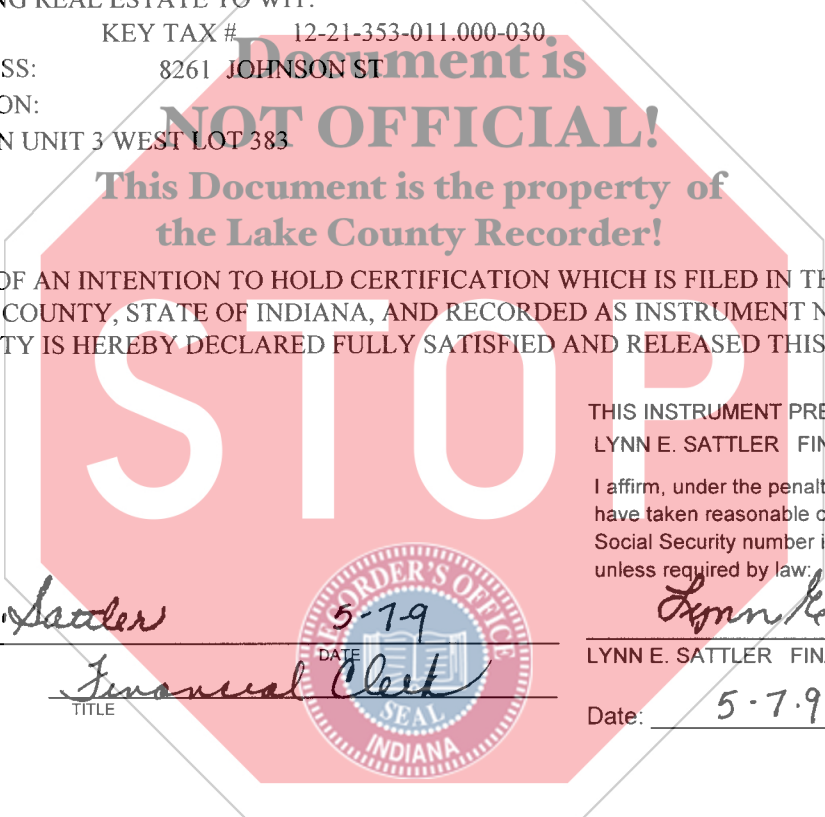 NG REAL ESTATE TO WIT:
KEY TAX # 12-21-353-011.000-030
SS: 8261 JOHNSON ST
ON:
N UNIT 3 WEST LOT 383
Document is
NOT OFFICIAL!
This Document is the property of
the Lake County Recorder!
OF AN INTENTION TO HOLD CERTIFICATION WHICH IS FILED IN TH
COUNTY, STATE OF INDIANA, AND RECORDED AS INSTRUMENT N
TY IS HEREBY DECLARED FULLY SATISFIED AND RELEASED THIS
STOP
THIS INSTRUMENT PRE
LYNN E. SATTLER FIN
I affirm, under the penalt
have taken reasonable c
Social Security number i
unless required by law:
Sattler 5-7-9
DATE
Financial Clerk
TITLE
Lynn E
LYNN E. SATTLER FINA
Date: 5-7-9
RECORDER'S OFFICE
SEAL
INDIANA